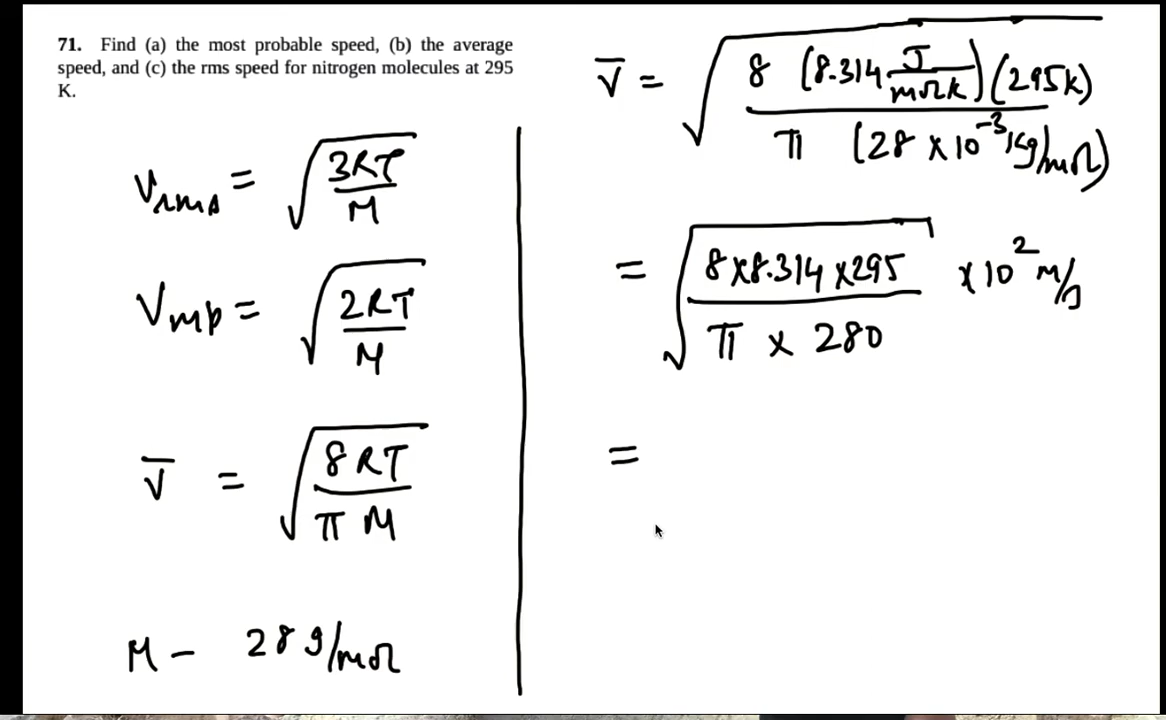 71. Find (a) the most probable speed, (b) the average
speed, and (c) the rms speed for nitrogen molecules at 295
K.
v_rms = √(3RT/M)
V_mp = √(2RT/M)
v̅ = √(8RT/π M)
M - 28 g/mol
v̅ = √(8 (8.314 J/mol k)(295k) / π (28 × 10⁻³ kg/mol))
= √(8×8.314×295 / π × 280) × 10² m/s
=